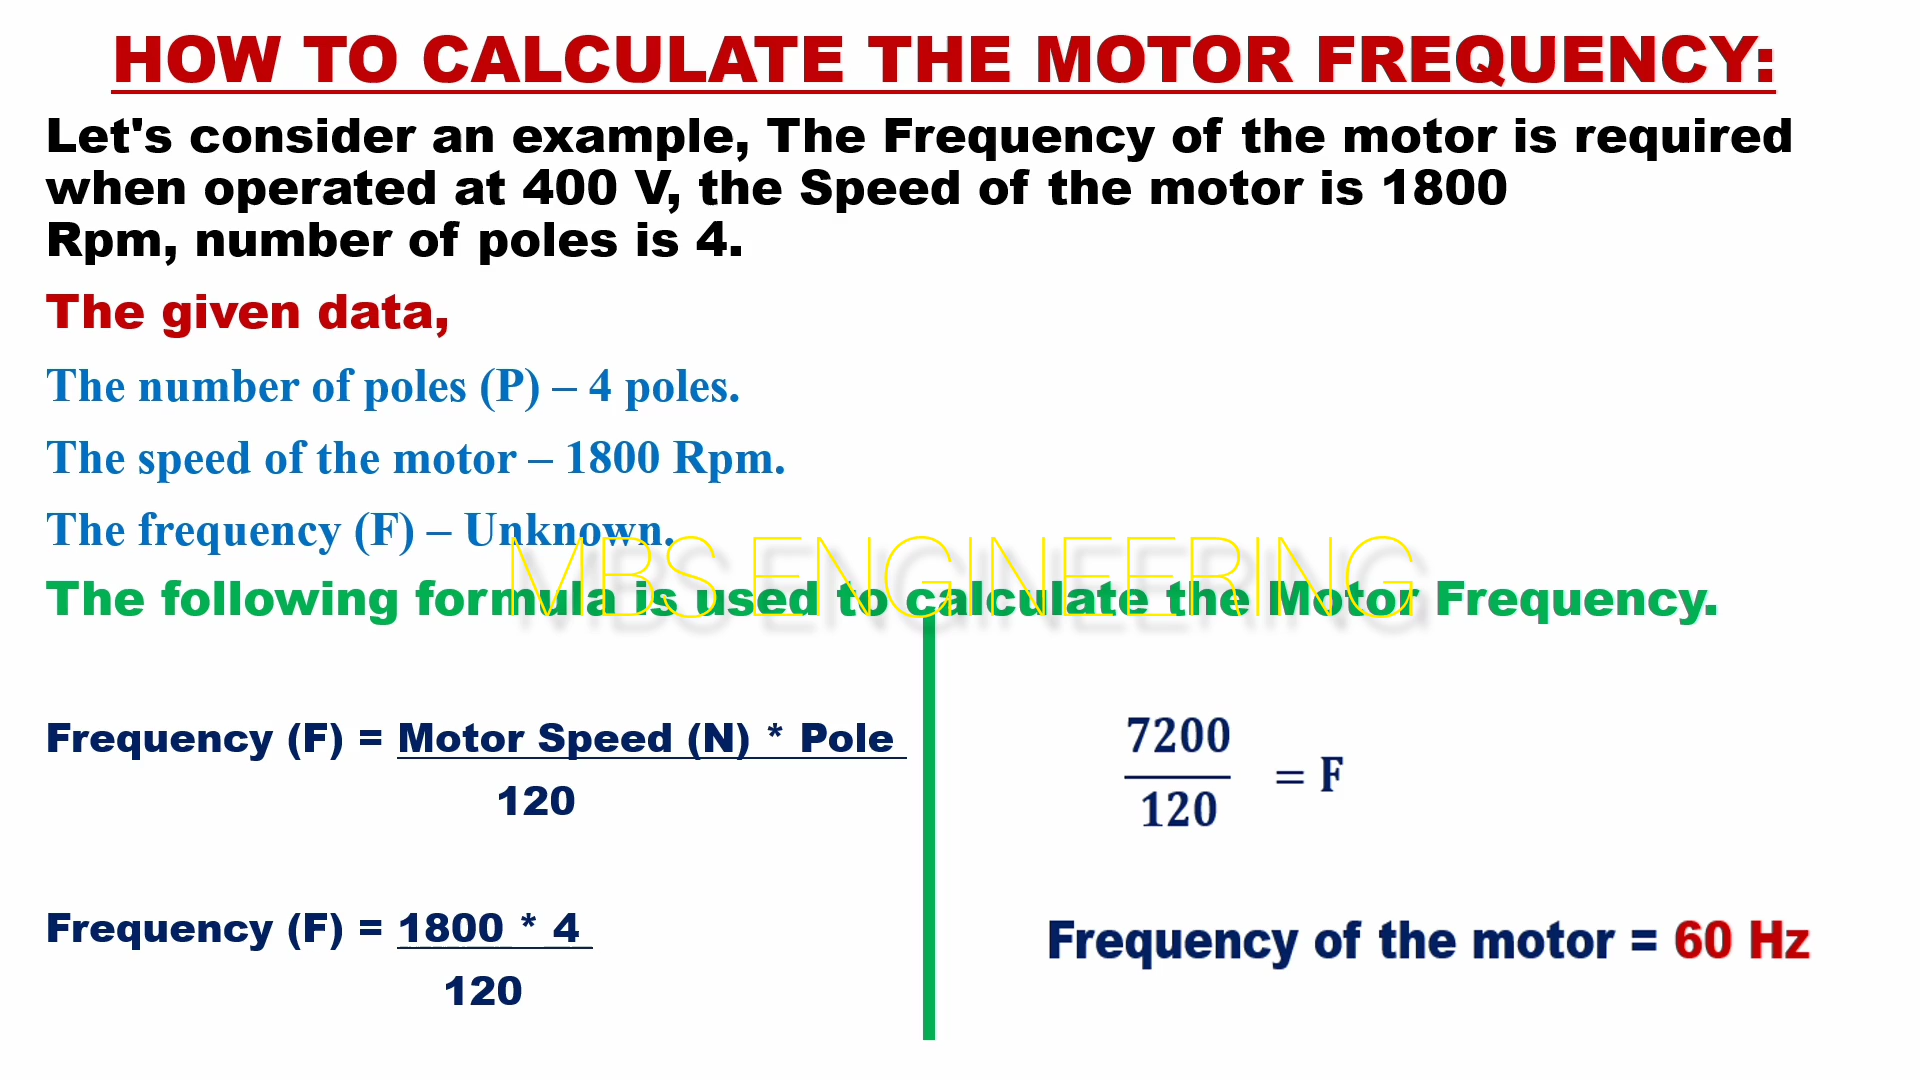 HOW TO CALCULATE THE MOTOR FREQUENCY:
Let's consider an example, The Frequency of the motor is required
when operated at 400 V, the Speed of the motor is 1800
Rpm, number of poles is 4.
The given data,
The number of poles (P) – 4 poles.
The speed of the motor – 1800 Rpm.
The frequency (F) – Unknown.
MBS ENGINEERING
The following formula is used to calculate the Motor Frequency.
Frequency (F) = Motor Speed (N) * Pole
120
Frequency (F) = 1800 * 4
120
7200
120
= F
Frequency of the motor = 60 Hz